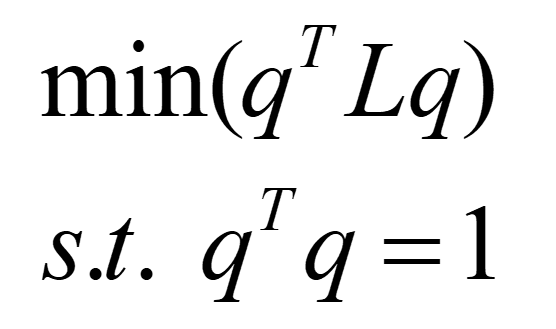 min(q^T Lq)
s.t. q^T q = 1